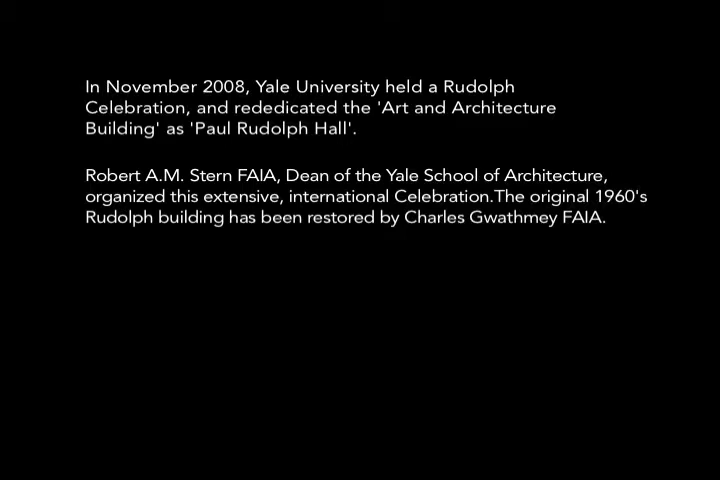 In November 2008, Yale University held a Rudolph
Celebration, and rededicated the 'Art and Architecture
Building' as 'Paul Rudolph Hall'.
Robert A.M. Stern FAIA, Dean of the Yale School of Architecture,
organized this extensive, international Celebration.The original 1960's
Rudolph building has been restored by Charles Gwathmey FAIA.